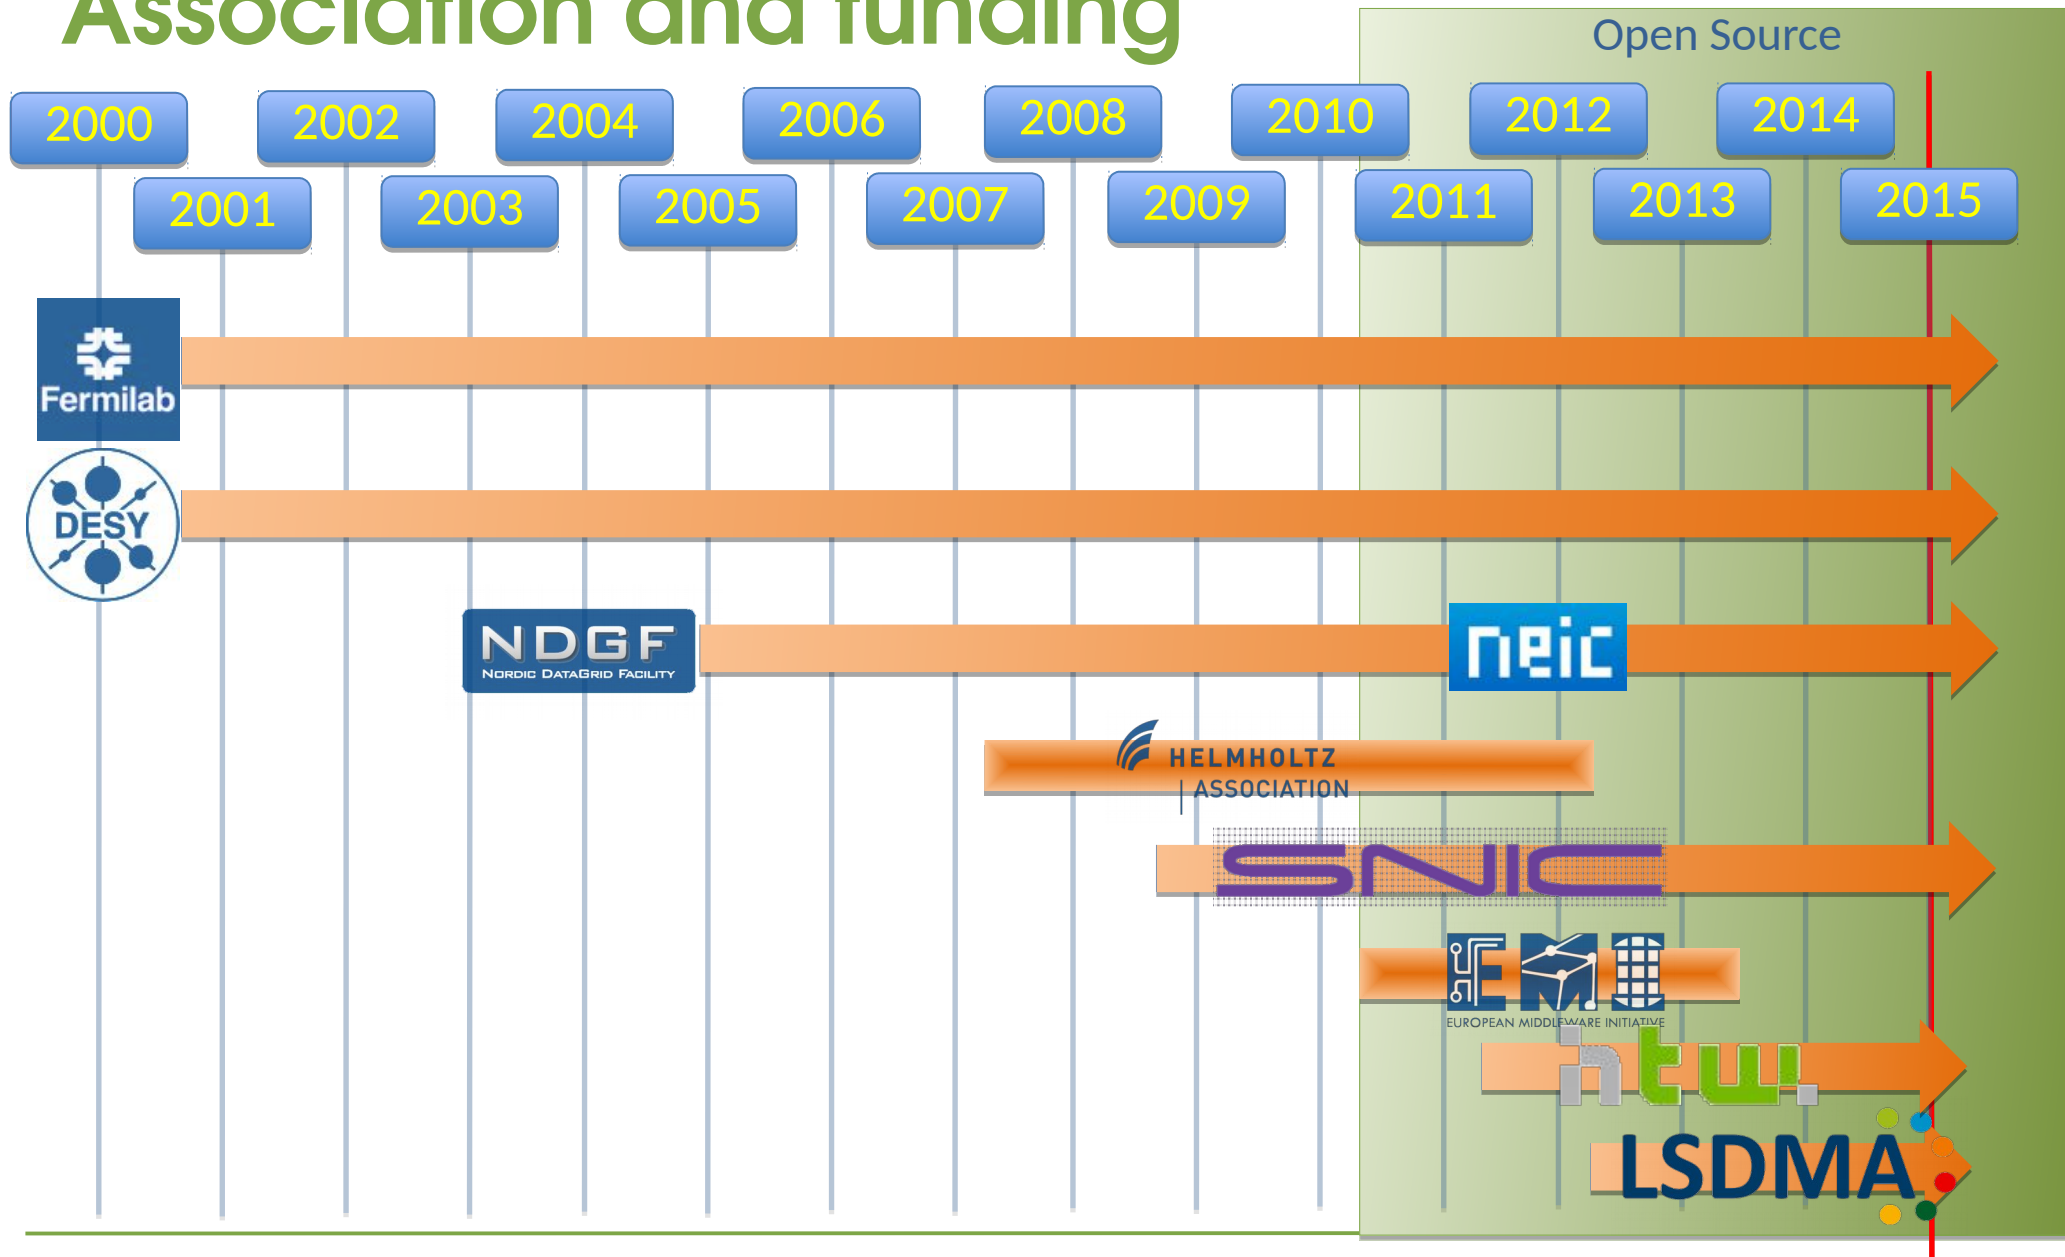 Association and funding
Open Source
2000
2002
2004
2006
2008
2010
2012
2014
2001
2003
2005
2007
2009
2011
2013
2015
Fermilab
DESY
NDGF
NORDIC DATAGRID FACILITY
neic
HELMHOLTZ
| ASSOCIATION
SNIC
EMI
EUROPEAN MIDDLEWARE INITIATIVE
htw.
LSDMA